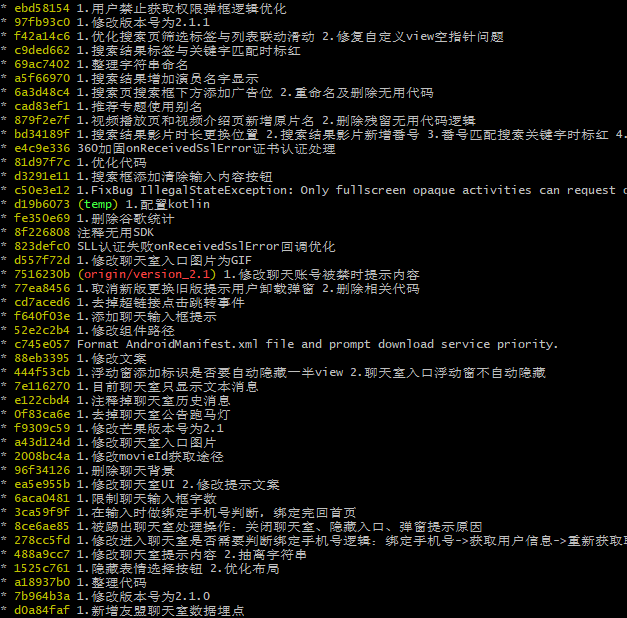 * ebd58154 1.用户禁止获取权限弹框逻辑优化
* 97fb93c0 1.修改版本号为2.1.1
* f42a14c6 1.优化搜索页筛选标签与列表联动滑动 2.修复自定义view空指针问题
* c9ded662 1.搜索结果标签与关键字匹配时标红
* 69ac7402 1.整理字符串命名
* a5f66970 1.搜索结果增加演员名字显示
* 6a3d48c4 1.搜索页搜索框下方添加广告位 2.重命名及删除无用代码
* cad83ef1 1.推荐专题使用别名
* 879f2e7f 1.视频播放页和视频介绍页新增原片名 2.删除残留无用代码逻辑
* bd34189f 1.搜索结果影片时长更换位置 2.搜索结果影片新增番号 3.番号匹配搜索关键字时标红 4.
* e4c9e336 360加固onReceivedSslError证书认证处理
* 81d97f7c 1.优化代码
* d3291e11 1.搜索框添加清除输入内容按钮
* c50e3e12 1.FixBug IllegalStateException: Only fullscreen opaque activities can request o
* d19b6073 (temp) 1.配置kotlin
* fe350e69 1.删除谷歌统计
* 8f226808 注释无用SDK
* 823defc0 SLL认证失败onReceivedSslError回调优化
* d557f72d 1.修改聊天室入口图片为GIF
* 7516230b (origin/version_2.1) 1.修改聊天账号被禁时提示内容
* 77ea8456 1.取消新版更换旧版提示用户卸载弹窗 2.删除相关代码
* cd7aced6 1.去掉超链接点击跳转事件
* f640f03e 1.添加聊天输入框提示
* 52e2c2b4 1.修改组件路径
* c745e057 Format AndroidManifest.xml file and prompt download service priority.
* 88eb3395 1.修改文案
* 444f53cb 1.浮动窗添加标识是否要自动隐藏一半view 2.聊天室入口浮动窗不自动隐藏
* 7e116270 1.目前聊天室只显示文本消息
* e122cbd4 1.注释掉聊天室历史消息
* 0f83ca6e 1.去掉聊天室公告跑马灯
* f9309c59 1.修改芒果版本号为2.1
* a43d124d 1.修改聊天室入口图片
* 2008bc4a 1.修改movieId获取途径
* 96f34126 1.删除聊天背景
* ea5e955b 1.修改聊天室UI 2.修改提示文案
* 6aca0481 1.限制聊天输入框字数
* 3ca59f9f 1.在输入时做绑定手机号判断，绑定完回首页
* 8ce6ae85 1.被踢出聊天室处理操作：关闭聊天室、隐藏入口、弹窗提示原因
* 278cc5fd 1.修改进入聊天室是否需要判断绑定手机号逻辑：绑定手机号->获取用户信息->重新获取
* 488a9cc7 1.修改聊天室提示内容 2.抽离字符串
* 1525c761 1.隐藏表情选择按钮 2.优化布局
* a18937b0 1.整理代码
* 7b964b3a 1.修改版本号为2.1.0
* d0a84faf 1.新增友盟聊天室数据埋点